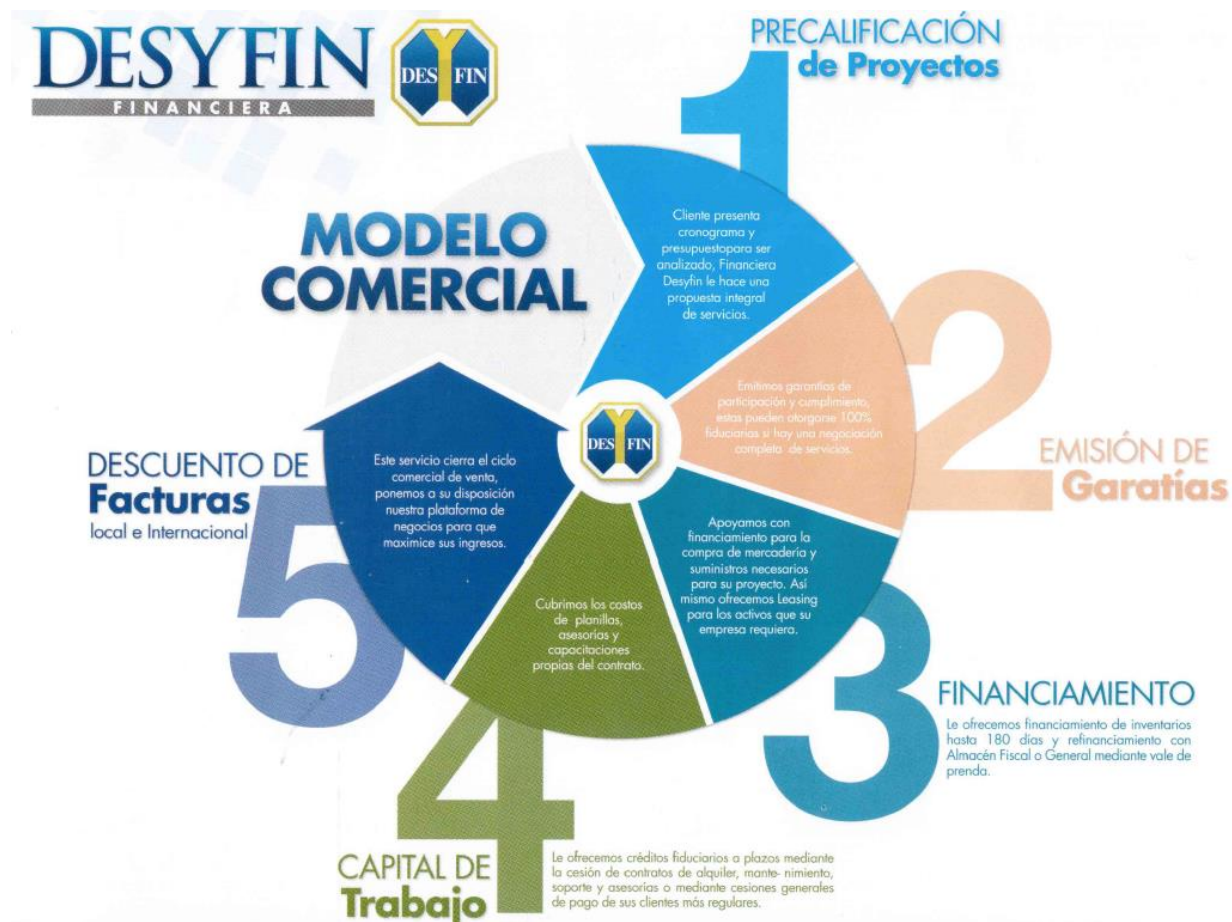 DESYFIN
FINANCIERA
DES FIN
MODELO
COMERCIAL
1
PRECALIFICACIÓN
de Proyectos
Cliente presenta
cronograma y
presupuestopara ser
analizado, Financiera
Desyfin le hace una
propuesta integral
de servicios.
2
EMISIÓN DE
Garatías
Emitimos garantías de
participación y cumplimiento,
estas pueden otorgarse 100%
fiduciarias si hay una negociación
completa de servicios.
3
FINANCIAMIENTO
Le ofrecemos financiamiento de inventarios
hasta 180 días y refinanciamiento con
Almacén Fiscal o General mediante vale de
prenda.
Apoyamos con
financiamiento para la
compra de mercadería y
suministros necesarios
para su proyecto. Así
mismo ofrecemos Leasing
para los activos que su
empresa requiera.
4
CAPITAL DE
Trabajo
Le ofrecemos créditos fiduciarios a plazos mediante
la cesión de contratos de alquiler, mante- nimiento,
soporte y asesorías o mediante cesiones generales
de pago de sus clientes más regulares.
Cubrimos los costos
de planillas,
asesorías y
capacitaciones
propias del contrato.
5
DESCUENTO DE
Facturas
local e Internacional
Este servicio cierra el ciclo
comercial de venta,
ponemos a su disposición
nuestra plataforma de
negocios para que
maximice sus ingresos.
DES Y FIN